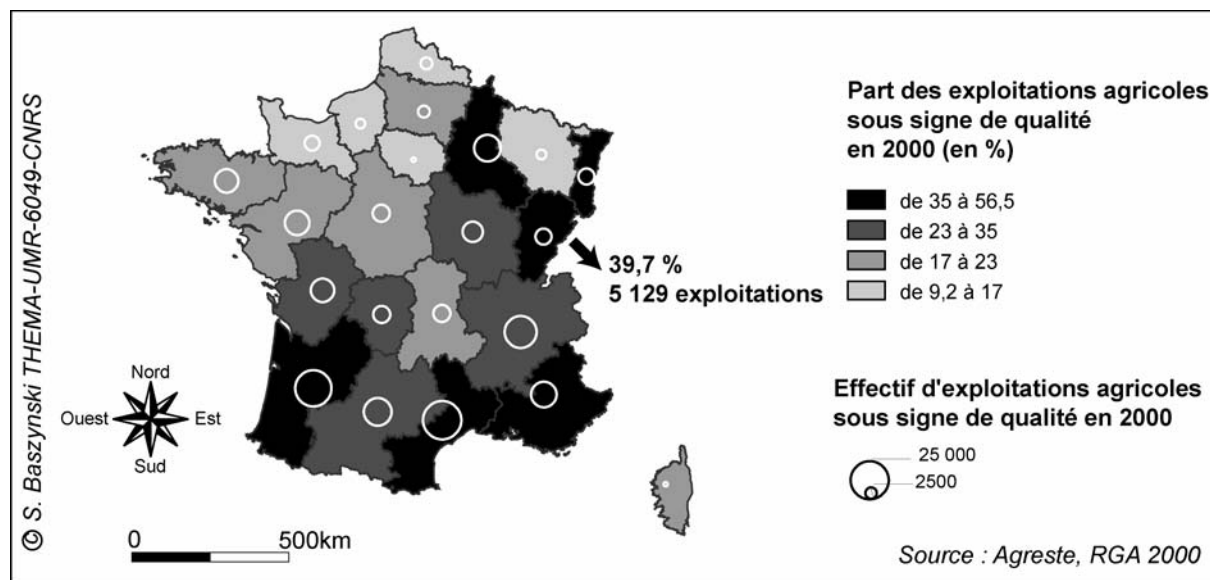 © S. Baszynski THEMA-UMR-6049-CNRS
Part des exploitations agricoles
sous signe de qualité
en 2000 (en %)
de 35 à 56,5
de 23 à 35
de 17 à 23
de 9,2 à 17
39,7 %
5 129 exploitations
Nord
Ouest
Est
Sud
Effectif d'exploitations agricoles
sous signe de qualité en 2000
25 000
2500
0
500km
Source : Agreste, RGA 2000